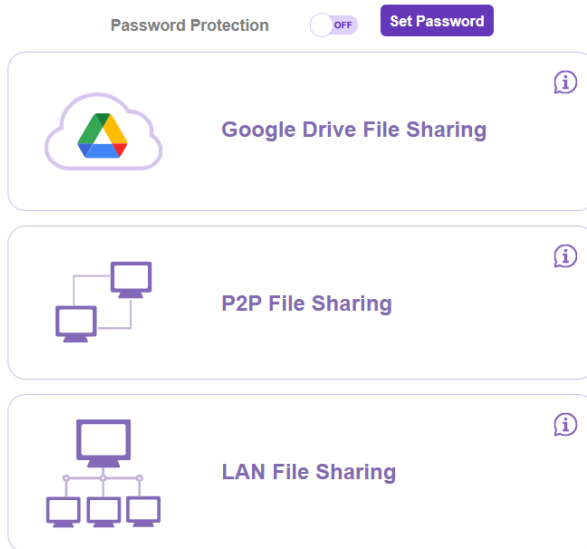 Password Protection OFF Set Password
Google Drive File Sharing
P2P File Sharing
LAN File Sharing